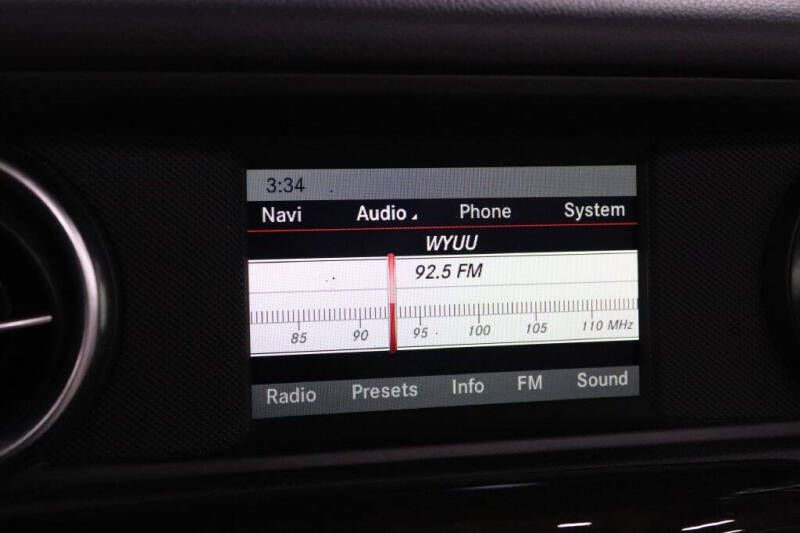 3:34
Navi Audio Phone System
WYUU
92.5 FM
85 90 95 100 105 110 MHz
Radio Presets Info FM Sound